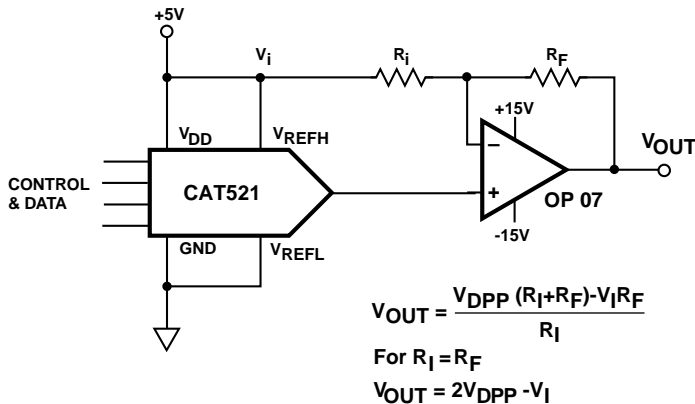 +5V
Vi
Ri
RF
+15V
VDD
VREFH
VOUT
−
CONTROL
& DATA
CAT521
+
OP 07
-15V
GND
VREFL
VOUT = VDPP (RI+RF)-VIRF
RI
For RI = RF
VOUT = 2VDPP -VI